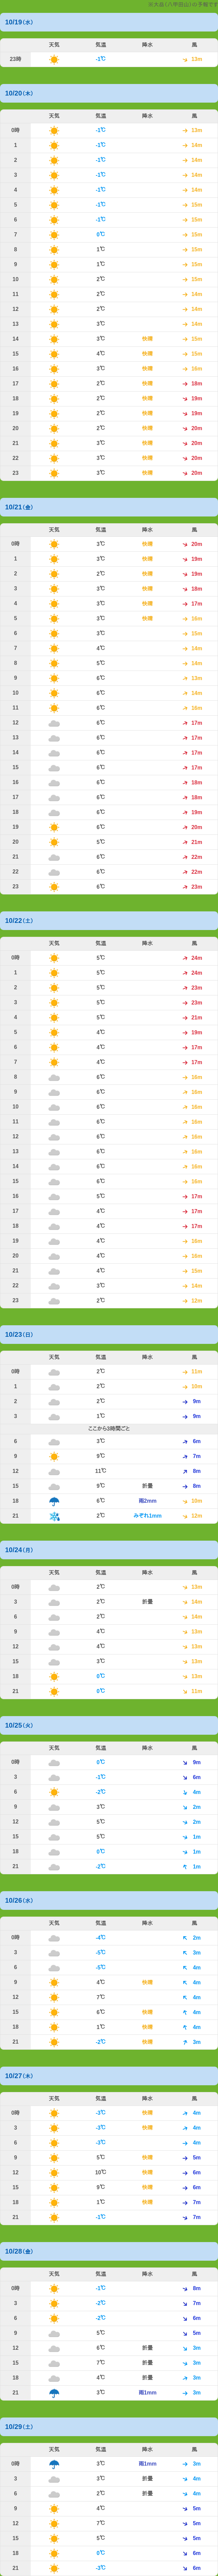 ※大岳(八甲田山)の予報です
10/19(水)
天気 気温 降水 風
23時 -1℃ 13m
10/20(木)
天気 気温 降水 風
0時 -1℃ 13m
1 -1℃ 14m
2 -1℃ 14m
3 -1℃ 14m
4 -1℃ 14m
5 -1℃ 15m
6 -1℃ 15m
7 0℃ 15m
8 1℃ 15m
9 1℃ 15m
10 2℃ 15m
11 2℃ 14m
12 2℃ 14m
13 3℃ 14m
14 3℃ 快晴 15m
15 4℃ 快晴 15m
16 3℃ 快晴 16m
17 2℃ 快晴 18m
18 2℃ 快晴 19m
19 2℃ 快晴 19m
20 2℃ 快晴 20m
21 3℃ 快晴 20m
22 3℃ 快晴 20m
23 3℃ 快晴 20m
10/21(金)
天気 気温 降水 風
0時 3℃ 快晴 20m
1 3℃ 快晴 19m
2 2℃ 快晴 19m
3 3℃ 快晴 18m
4 3℃ 快晴 17m
5 3℃ 快晴 16m
6 3℃ 15m
7 4℃ 14m
8 5℃ 14m
9 6℃ 13m
10 6℃ 14m
11 6℃ 16m
12 6℃ 17m
13 6℃ 17m
14 6℃ 17m
15 6℃ 17m
16 6℃ 18m
17 6℃ 18m
18 6℃ 19m
19 6℃ 20m
20 5℃ 21m
21 6℃ 22m
22 6℃ 22m
23 6℃ 23m
10/22(土)
天気 気温 降水 風
0時 5℃ 24m
1 5℃ 24m
2 5℃ 23m
3 5℃ 23m
4 5℃ 21m
5 4℃ 19m
6 4℃ 17m
7 4℃ 17m
8 6℃ 16m
9 6℃ 16m
10 6℃ 16m
11 6℃ 16m
12 6℃ 16m
13 6℃ 16m
14 6℃ 16m
15 6℃ 16m
16 5℃ 17m
17 4℃ 17m
18 4℃ 17m
19 4℃ 16m
20 4℃ 16m
21 4℃ 15m
22 3℃ 14m
23 2℃ 12m
10/23(日)
天気 気温 降水 風
0時 2℃ 11m
1 2℃ 10m
2 2℃ 9m
3 1℃ 9m
ここから3時間ごと
6 3℃ 6m
9 9℃ 7m
12 11℃ 8m
15 9℃ 折曇 8m
18 6℃ 雨2mm 10m
21 2℃ みぞれ1mm 12m
10/24(月)
天気 気温 降水 風
0時 2℃ 13m
3 2℃ 折曇 14m
6 2℃ 14m
9 4℃ 13m
12 4℃ 13m
15 3℃ 13m
18 0℃ 13m
21 0℃ 11m
10/25(火)
天気 気温 降水 風
0時 0℃ 9m
3 -1℃ 6m
6 -2℃ 4m
9 3℃ 2m
12 5℃ 2m
15 5℃ 1m
18 0℃ 1m
21 -2℃ 1m
10/26(水)
天気 気温 降水 風
0時 -4℃ 2m
3 -5℃ 3m
6 -5℃ 4m
9 4℃ 快晴 4m
12 7℃ 4m
15 6℃ 快晴 4m
18 1℃ 快晴 4m
21 -2℃ 快晴 3m
10/27(木)
天気 気温 降水 風
0時 -3℃ 快晴 4m
3 -3℃ 快晴 4m
6 -3℃ 4m
9 5℃ 快晴 5m
12 10℃ 快晴 6m
15 9℃ 快晴 6m
18 1℃ 快晴 7m
21 -1℃ 7m
10/28(金)
天気 気温 降水 風
0時 -1℃ 8m
3 -2℃ 7m
6 -2℃ 6m
9 5℃ 5m
12 6℃ 折曇 3m
15 7℃ 折曇 3m
18 4℃ 折曇 3m
21 3℃ 雨1mm 3m
10/29(土)
天気 気温 降水 風
0時 3℃ 雨1mm 3m
3 3℃ 折曇 4m
6 2℃ 折曇 4m
9 4℃ 5m
12 7℃ 5m
15 5℃ 5m
18 0℃ 6m
21 -1℃ 6m